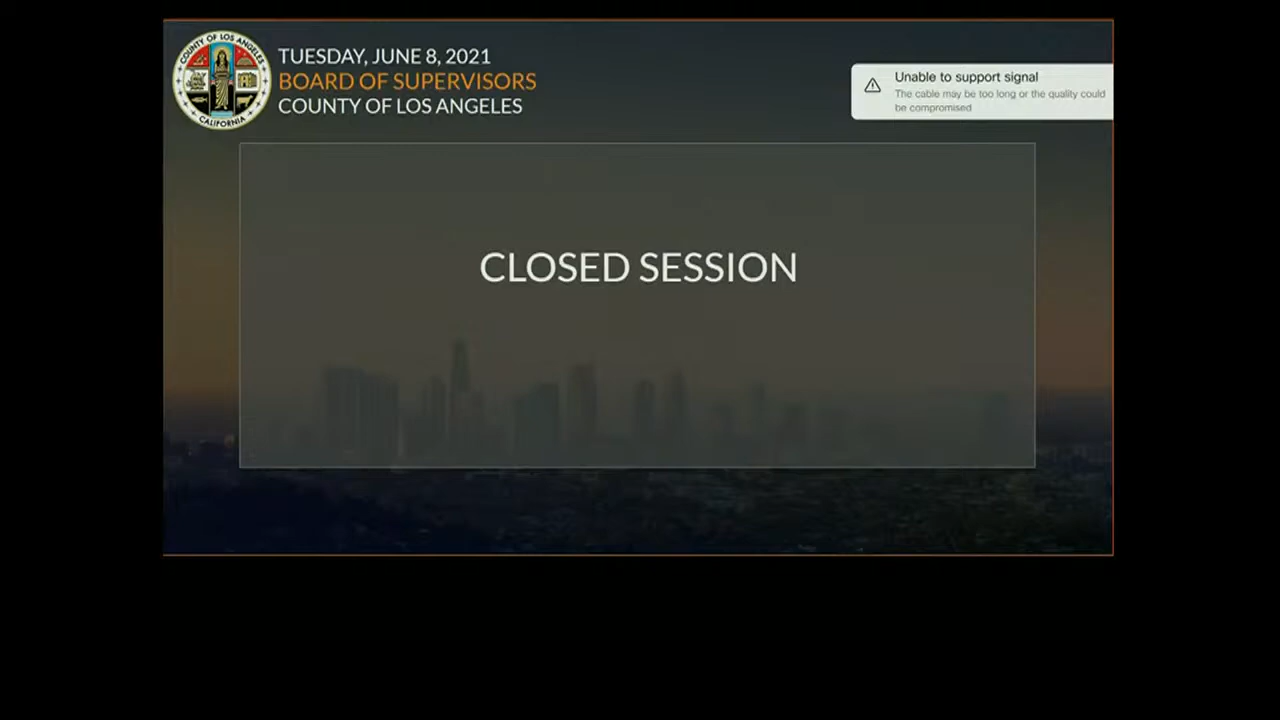 COUNTY OF LOS ANGELES
CALIFORNIA
TUESDAY, JUNE 8, 2021
BOARD OF SUPERVISORS
COUNTY OF LOS ANGELES
Unable to support signal
The cable may be too long or the quality could
be compromised
CLOSED SESSION